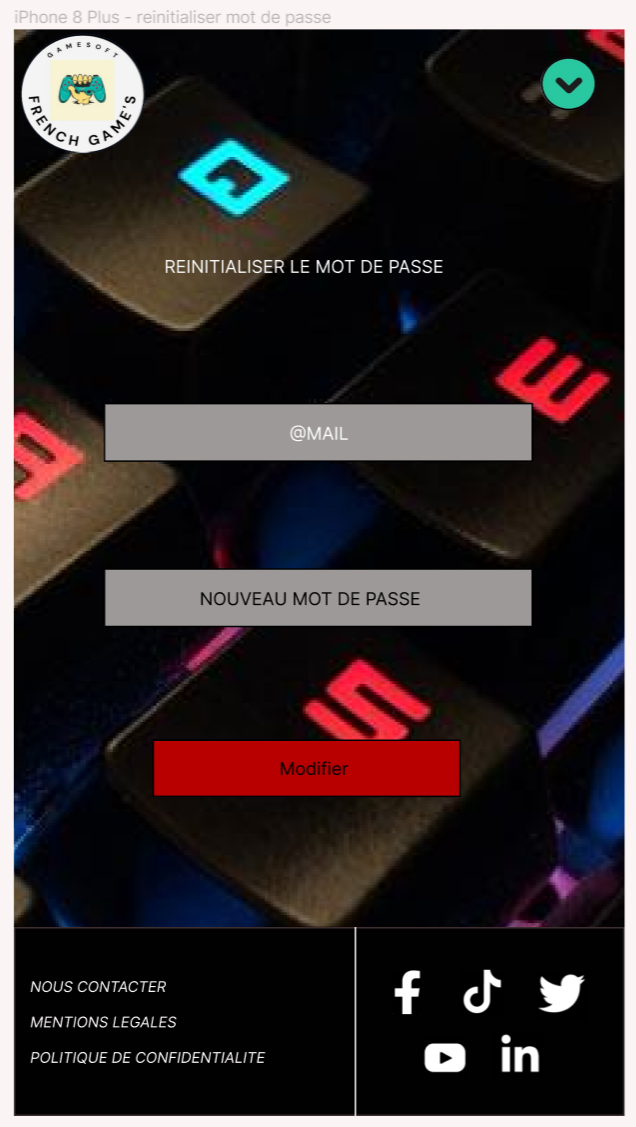 iPhone 8 Plus - reinitialiser mot de passe
GAMESOFT
FRENCH GAME'S
REINITIALISER LE MOT DE PASSE
@MAIL
NOUVEAU MOT DE PASSE
Modifier
NOUS CONTACTER
MENTIONS LEGALES
POLITIQUE DE CONFIDENTIALITE